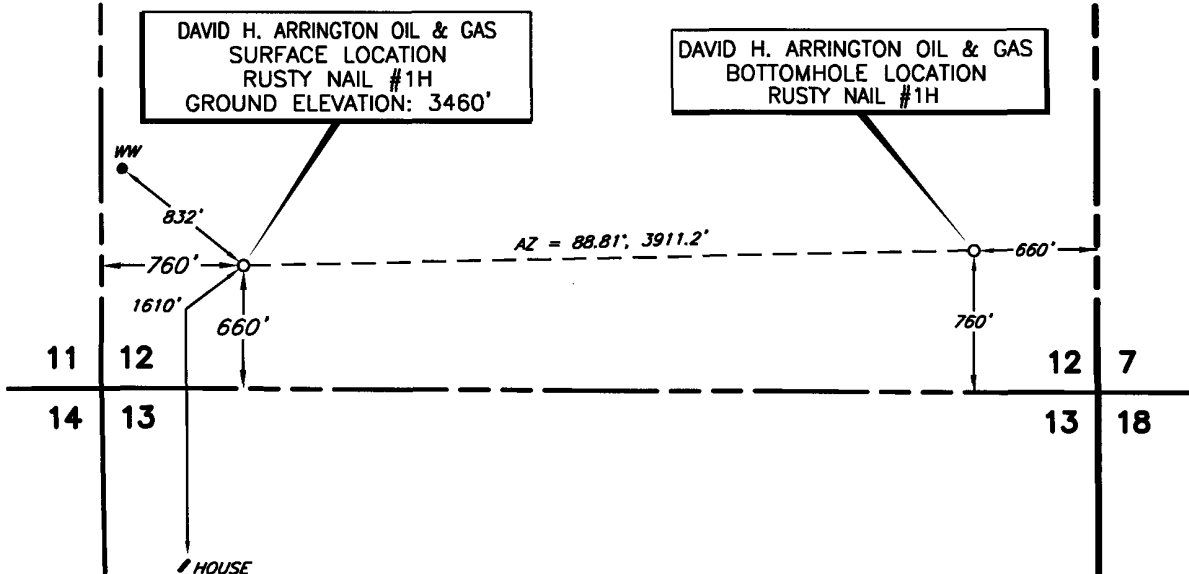 DAVID H. ARRINGTON OIL & GAS
SURFACE LOCATION
RUSTY NAIL #1H
GROUND ELEVATION: 3460'
DAVID H. ARRINGTON OIL & GAS
BOTTOMHOLE LOCATION
RUSTY NAIL #1H
WW
832'
AZ = 88.81°, 3911.2'
760'
660'
1610'
660'
760'
11 12
12 7
14 13
13 18
HOUSE